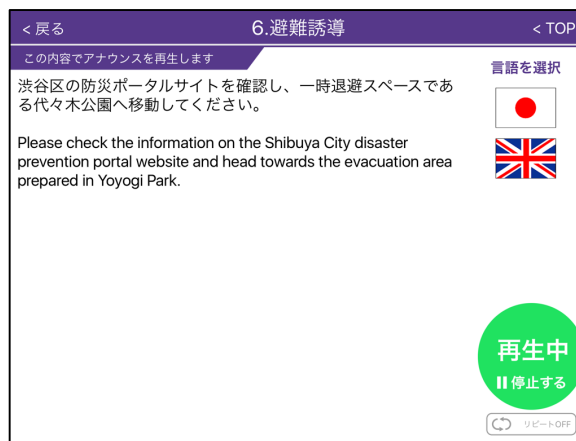 < 戻る
6.避難誘導
< TOP
この内容でアナウンスを再生します
言語を選択
渋谷区の防災ポータルサイトを確認し、一時退避スペースであ
る代々木公園へ移動してください。
Please check the information on the Shibuya City disaster
prevention portal website and head towards the evacuation area
prepared in Yoyogi Park.
再生中
停止する
リピートOFF